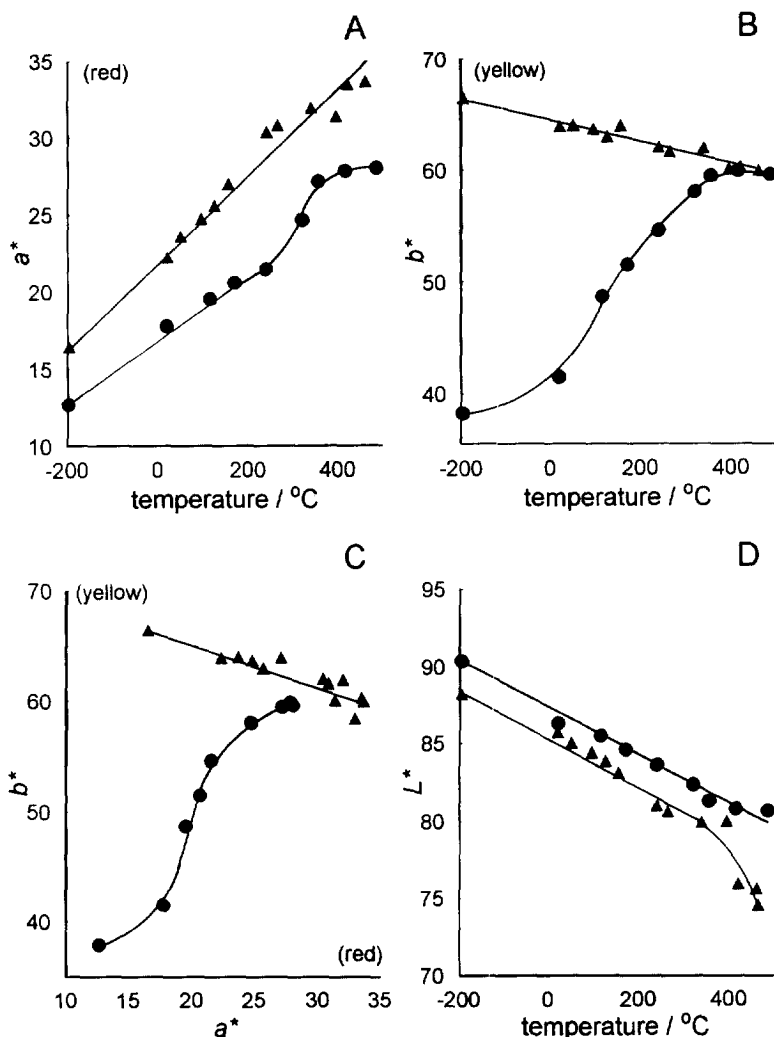 A
(red)
35
30
25
20
15
10
a*
-200 0 200 400
temperature / °C
B
(yellow)
70
60
50
40
b*
-200 0 200 400
temperature / °C
C
(yellow)
70
60
50
40
b*
(red)
10 15 20 25 30 35
a*
D
95
90
85
80
75
70
L*
-200 0 200 400
temperature / °C